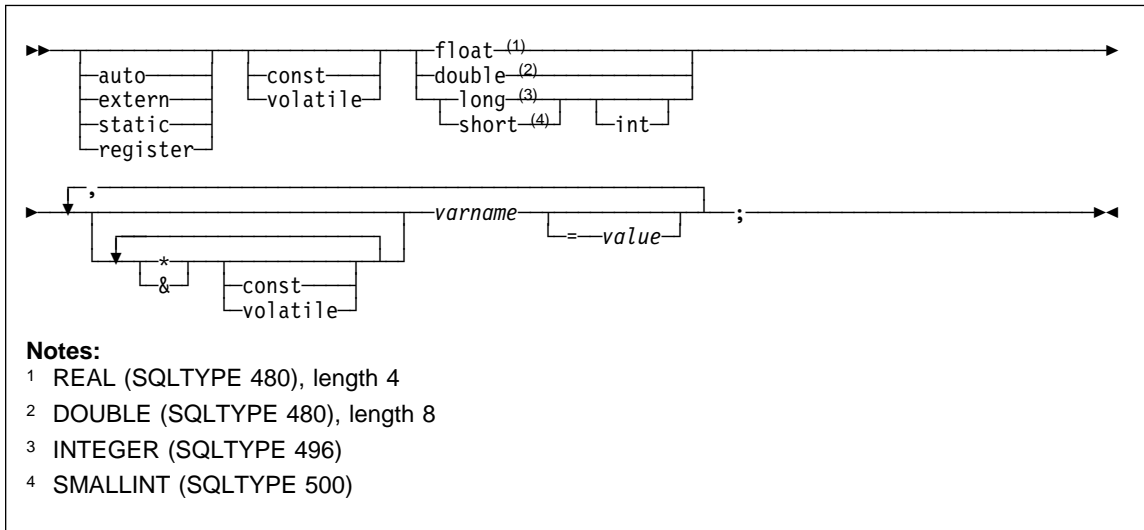 float (1)
auto const double (2)
extern volatile long (3)
static short (4) int
register
,
varname ;
= value
*
& const
volatile
Notes:
1 REAL (SQLTYPE 480), length 4
2 DOUBLE (SQLTYPE 480), length 8
3 INTEGER (SQLTYPE 496)
4 SMALLINT (SQLTYPE 500)